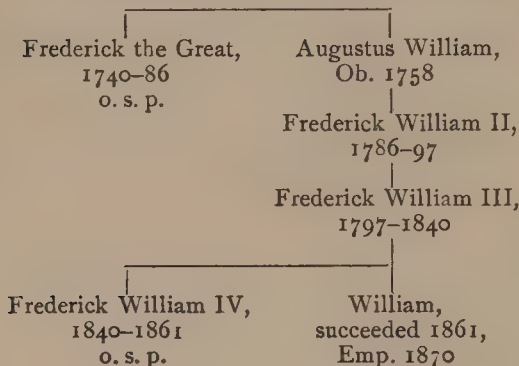 Frederick the Great,
1740–86
o. s. p.
Augustus William,
Ob. 1758
Frederick William II,
1786–97
Frederick William III,
1797–1840
Frederick William IV,
1840–1861
o. s. p.
William,
succeeded 1861,
Emp. 1870